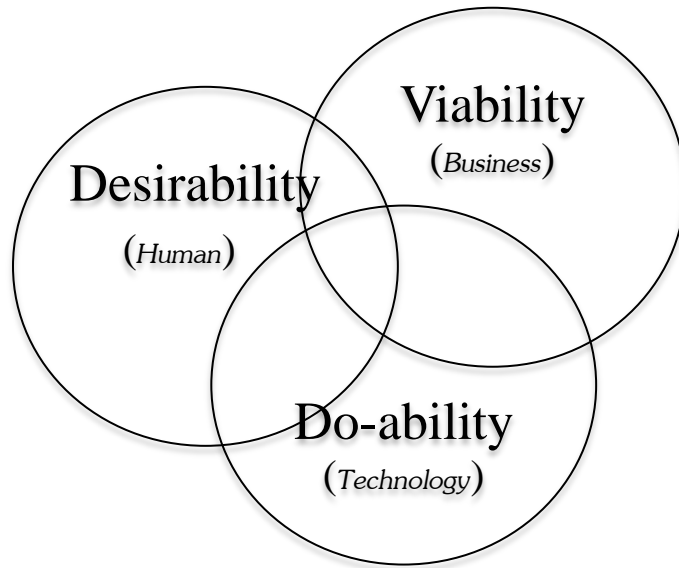 Viability
(Business)
Desirability
(Human)
Do-ability
(Technology)